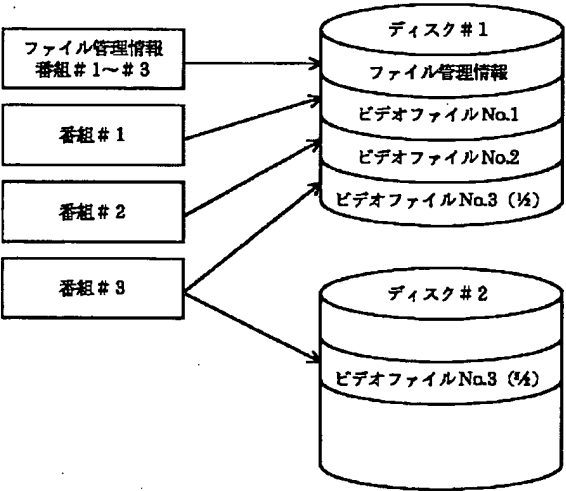 ファイル管理情報
番組＃1～＃3
番組＃1
番組＃2
番組＃3
ディスク＃1
ファイル管理情報
ビデオファイルNo.1
ビデオファイルNo.2
ビデオファイルNo.3（½）
ディスク＃2
ビデオファイルNo.3（²⁄₂）